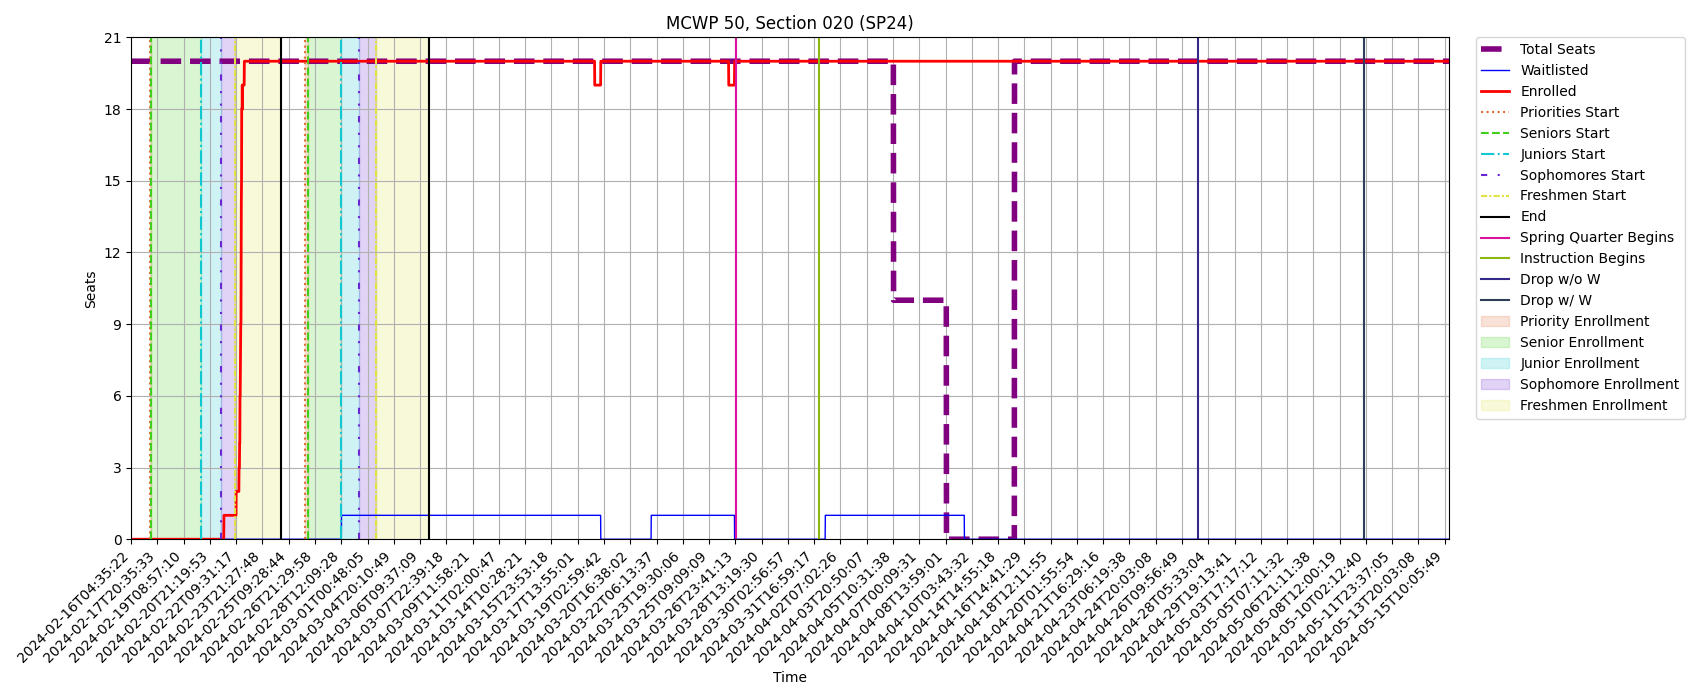 MCWP 50, Section 020 (SP24)
21
18
15
12
9
6
3
0
Seats
2024-02-16T04:35:22
2024-02-17T20:35:33
2024-02-19T08:57:10
2024-02-20T21:19:53
2024-02-22T09:31:17
2024-02-23T21:27:48
2024-02-25T09:28:44
2024-02-26T21:29:58
2024-02-28T12:09:28
2024-03-01T00:48:05
2024-03-04T20:10:49
2024-03-06T09:37:09
2024-03-07T22:39:18
2024-03-09T11:58:21
2024-03-11T02:00:47
2024-03-14T10:28:21
2024-03-15T23:53:18
2024-03-17T13:55:01
2024-03-19T02:59:42
2024-03-20T16:38:02
2024-03-22T06:13:37
2024-03-23T19:30:06
2024-03-25T09:09:09
2024-03-26T23:41:13
2024-03-28T13:19:30
2024-03-30T02:56:57
2024-03-31T16:59:17
2024-04-02T07:02:26
2024-04-03T20:50:07
2024-04-05T10:31:38
2024-04-07T00:09:31
2024-04-08T13:59:01
2024-04-10T03:43:32
2024-04-14T14:55:18
2024-04-16T14:41:29
2024-04-18T12:11:55
2024-04-20T01:55:54
2024-04-21T16:29:16
2024-04-23T06:19:38
2024-04-24T20:03:08
2024-04-26T09:56:49
2024-04-28T05:33:04
2024-04-29T19:13:41
2024-05-03T17:17:12
2024-05-05T07:11:32
2024-05-06T21:11:38
2024-05-08T12:00:19
2024-05-10T02:12:40
2024-05-11T23:37:05
2024-05-13T20:03:08
2024-05-15T10:05:49
Time
Total Seats
Waitlisted
Enrolled
Priorities Start
Seniors Start
Juniors Start
Sophomores Start
Freshmen Start
End
Spring Quarter Begins
Instruction Begins
Drop w/o W
Drop w/ W
Priority Enrollment
Senior Enrollment
Junior Enrollment
Sophomore Enrollment
Freshmen Enrollment